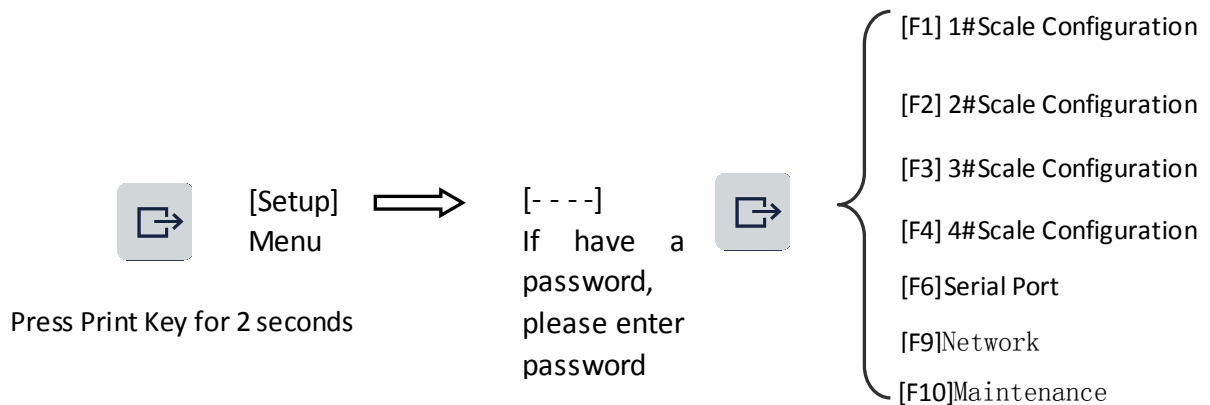 [F1] 1#Scale Configuration
[F2] 2#Scale Configuration
[F3] 3#Scale Configuration
[Setup]
Menu
[- - - -]
If have a
password,
please enter
password
[F4] 4#Scale Configuration
[F6]Serial Port
Press Print Key for 2 seconds
[F9]Network
[F10]Maintenance